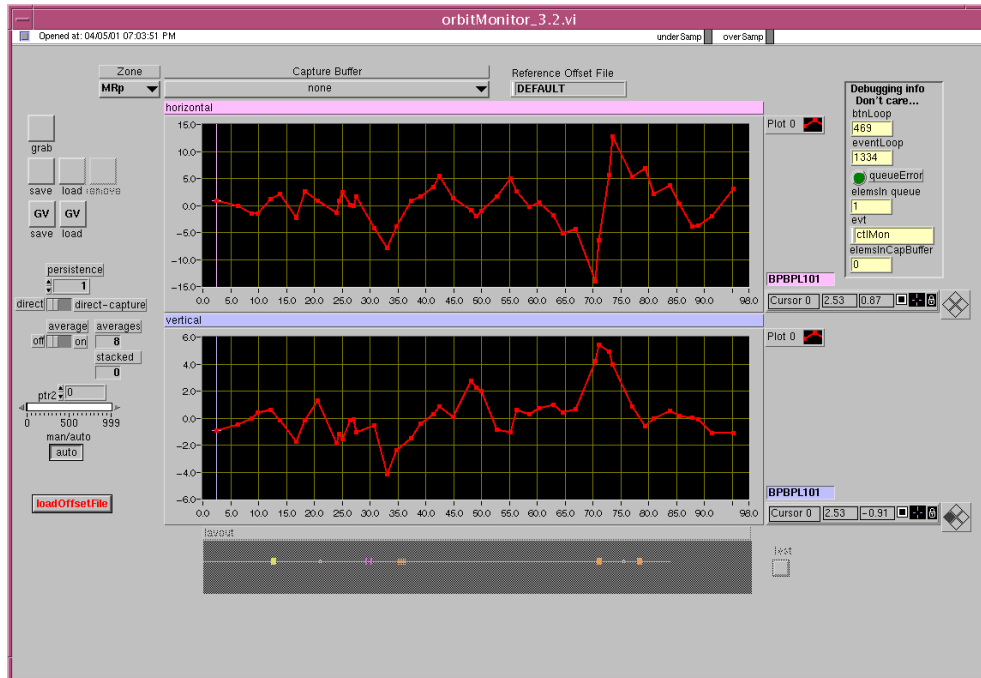 orbitMonitor_3.2.vi
Opened at: 04/05/01 07:03:51 PM
underSamp
overSamp
Zone
MRp
Capture Buffer
none
Reference Offset File
DEFAULT
Debugging info
Don't care...
btnLoop
469
eventLoop
1334
queueError
elemsIn queue
1
evt
ctlMon
elemsInCapBuffer
0
grab
save load remove
GV GV
save load
persistence
1
direct direct-capture
average averages
off on 8
stacked
0
ptr2 0
0 500 999
man/auto
auto
loadOffsetFile
horizontal
Plot 0
15.0
10.0
5.0
0.0
-5.0
-10.0
-15.0
0.0 5.0 10.0 15.0 20.0 25.0 30.0 35.0 40.0 45.0 50.0 55.0 60.0 65.0 70.0 75.0 80.0 85.0 90.0 98.0
BPBPL101
Cursor 0 2.53 0.87
vertical
Plot 0
6.0
4.0
2.0
0.0
-2.0
-4.0
-6.0
0.0 5.0 10.0 15.0 20.0 25.0 30.0 35.0 40.0 45.0 50.0 55.0 60.0 65.0 70.0 75.0 80.0 85.0 90.0 98.0
BPBPL101
Cursor 0 2.53 -0.91
layout